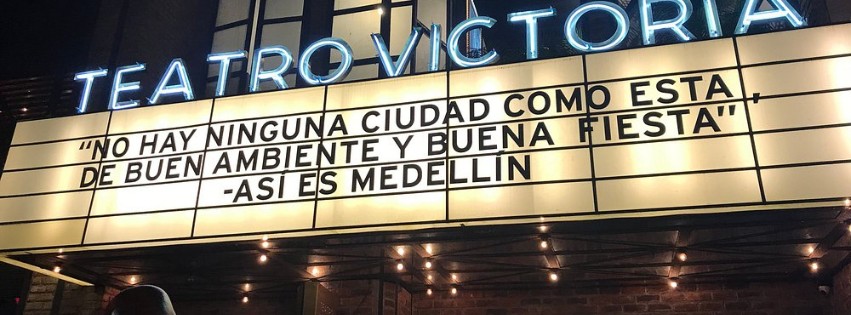 TEATRO VICTORIA
"NO HAY NINGUNA CIUDAD COMO ESTA,
DE BUEN AMBIENTE Y BUENA FIESTA"
-ASÍ ES MEDELLÍN